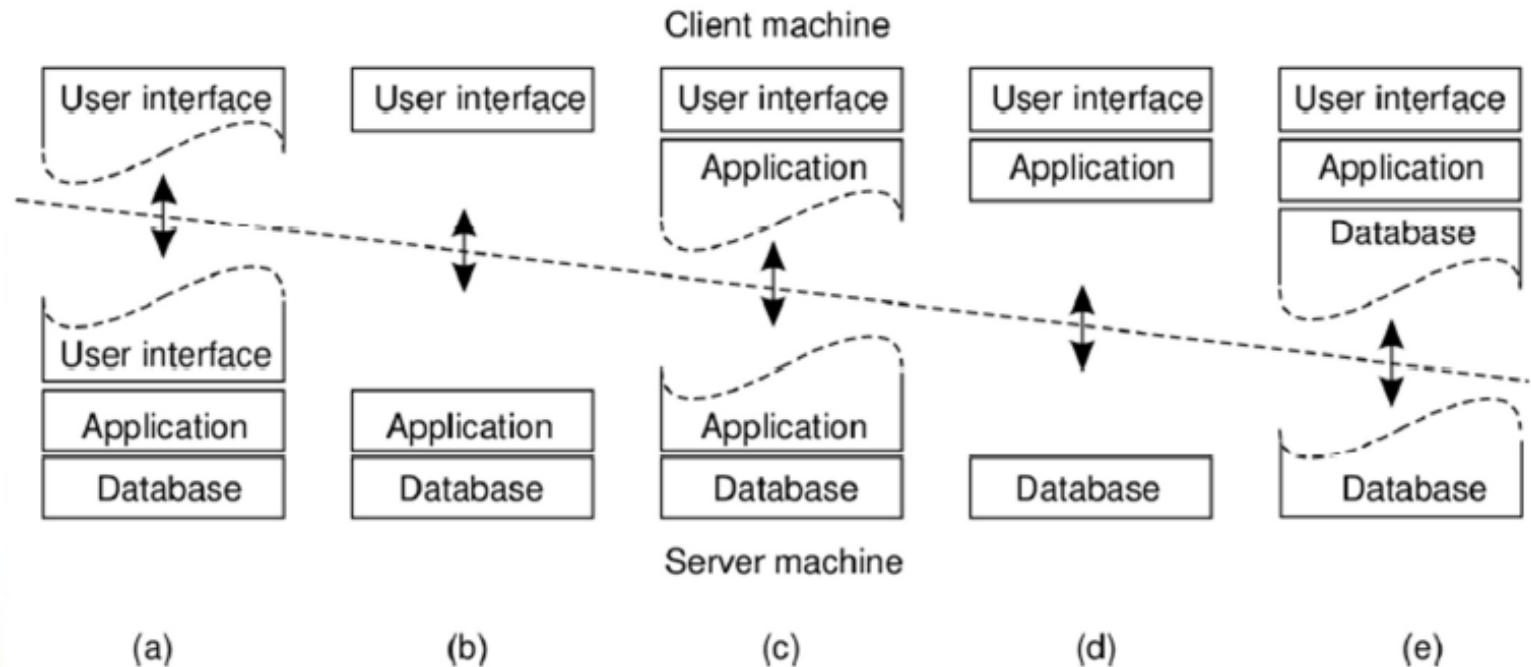 Client machine
User interface
User interface
User interface
User interface
User interface
Application
Application
Application
Database
User interface
Application
Application
Application
Database
Database
Database
Database
Database
Server machine
(a)
(b)
(c)
(d)
(e)